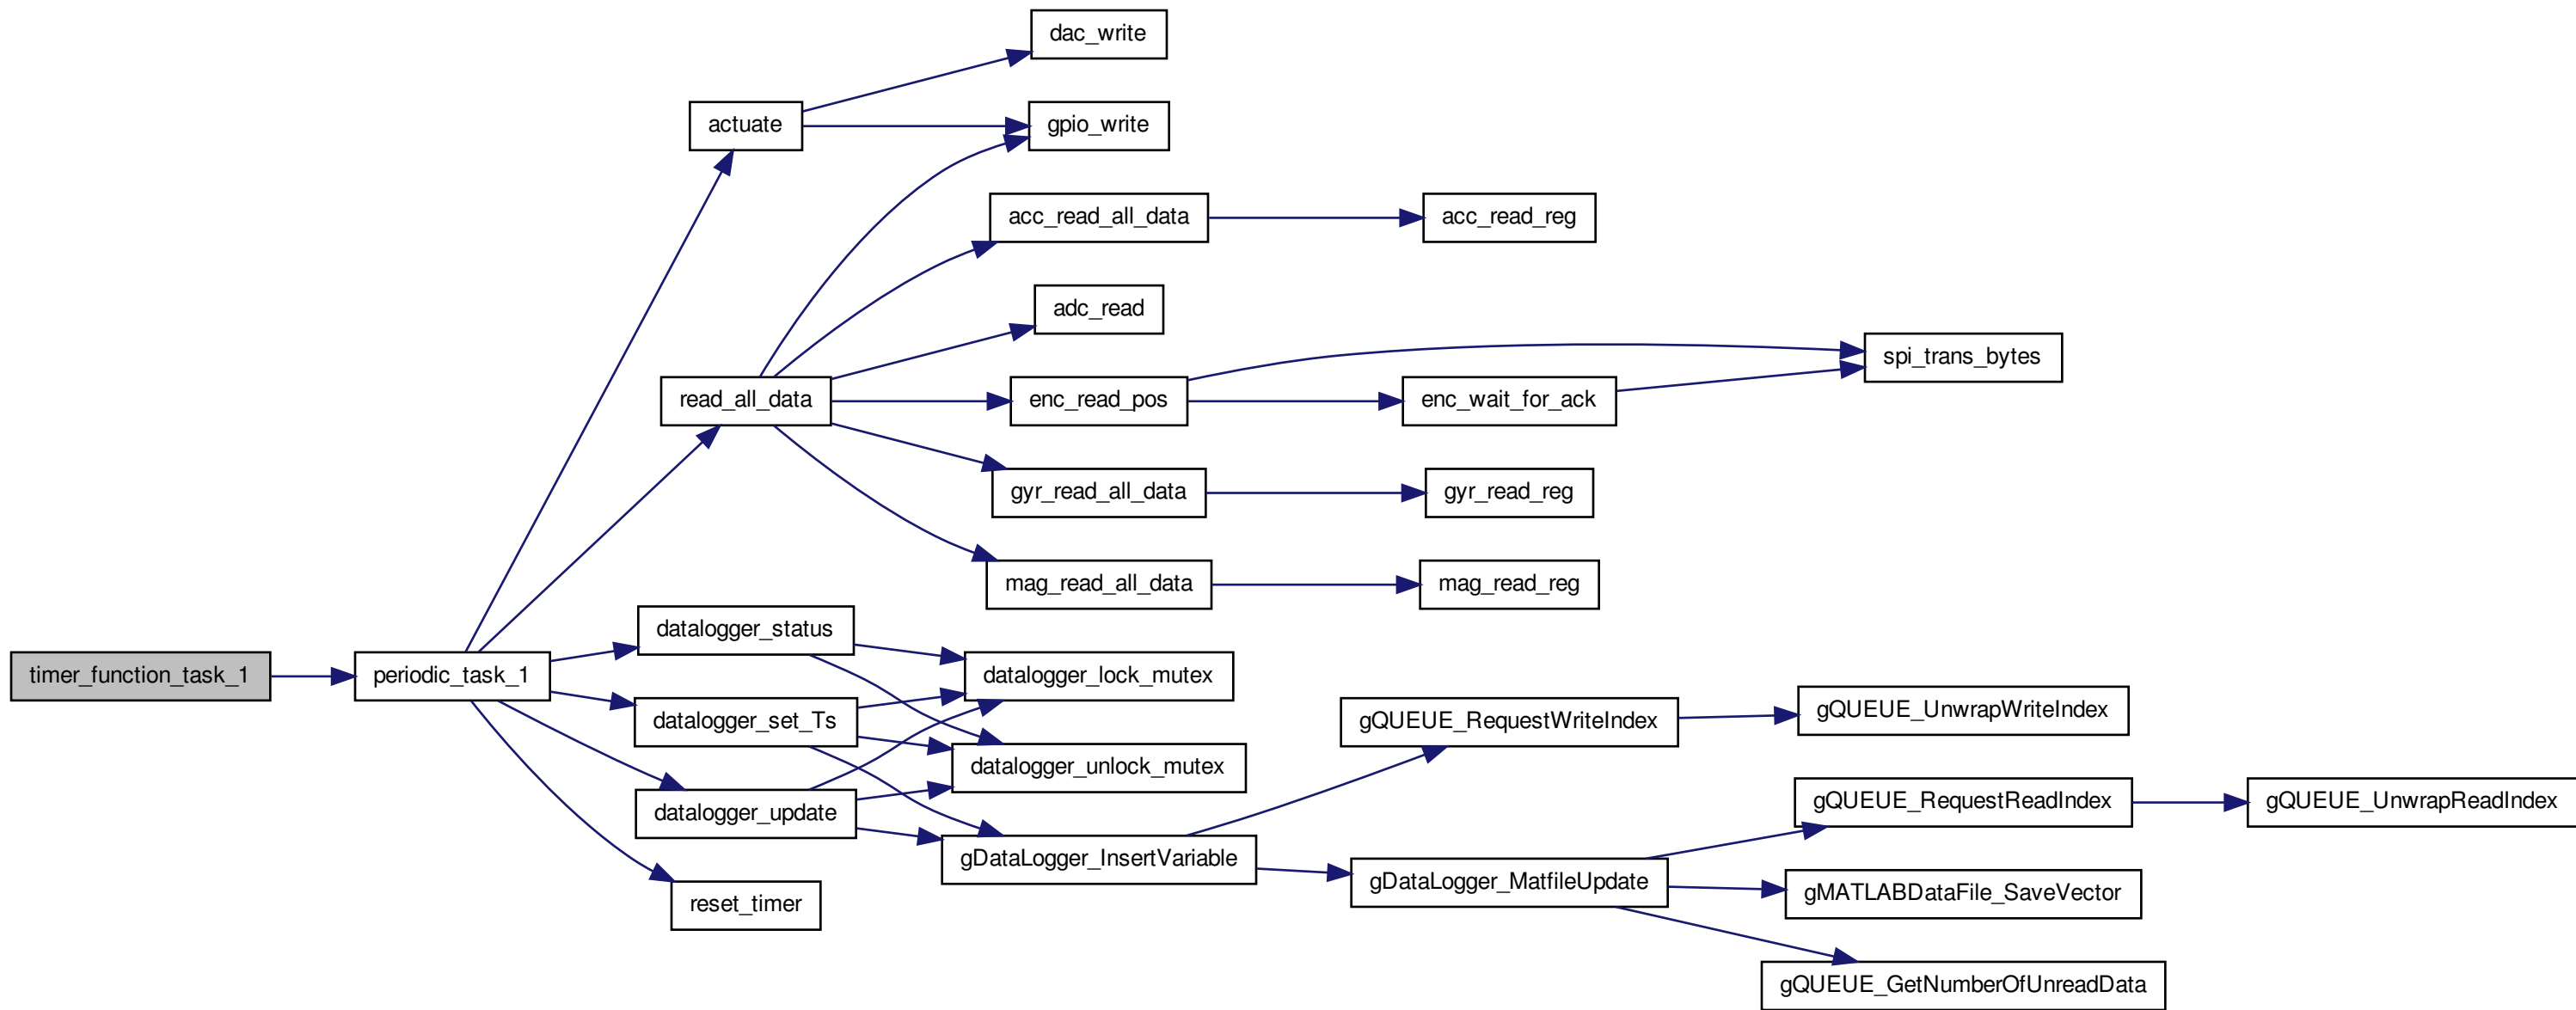 dac_write
actuate
gpio_write
acc_read_all_data
acc_read_reg
adc_read
spi_trans_bytes
read_all_data
enc_read_pos
enc_wait_for_ack
gyr_read_all_data
gyr_read_reg
mag_read_all_data
mag_read_reg
datalogger_status
timer_function_task_1
periodic_task_1
datalogger_lock_mutex
datalogger_set_Ts
gQUEUE_RequestWriteIndex
gQUEUE_UnwrapWriteIndex
datalogger_unlock_mutex
datalogger_update
gQUEUE_RequestReadIndex
gQUEUE_UnwrapReadIndex
gDataLogger_InsertVariable
gDataLogger_MatfileUpdate
gMATLABDataFile_SaveVector
reset_timer
gQUEUE_GetNumberOfUnreadData